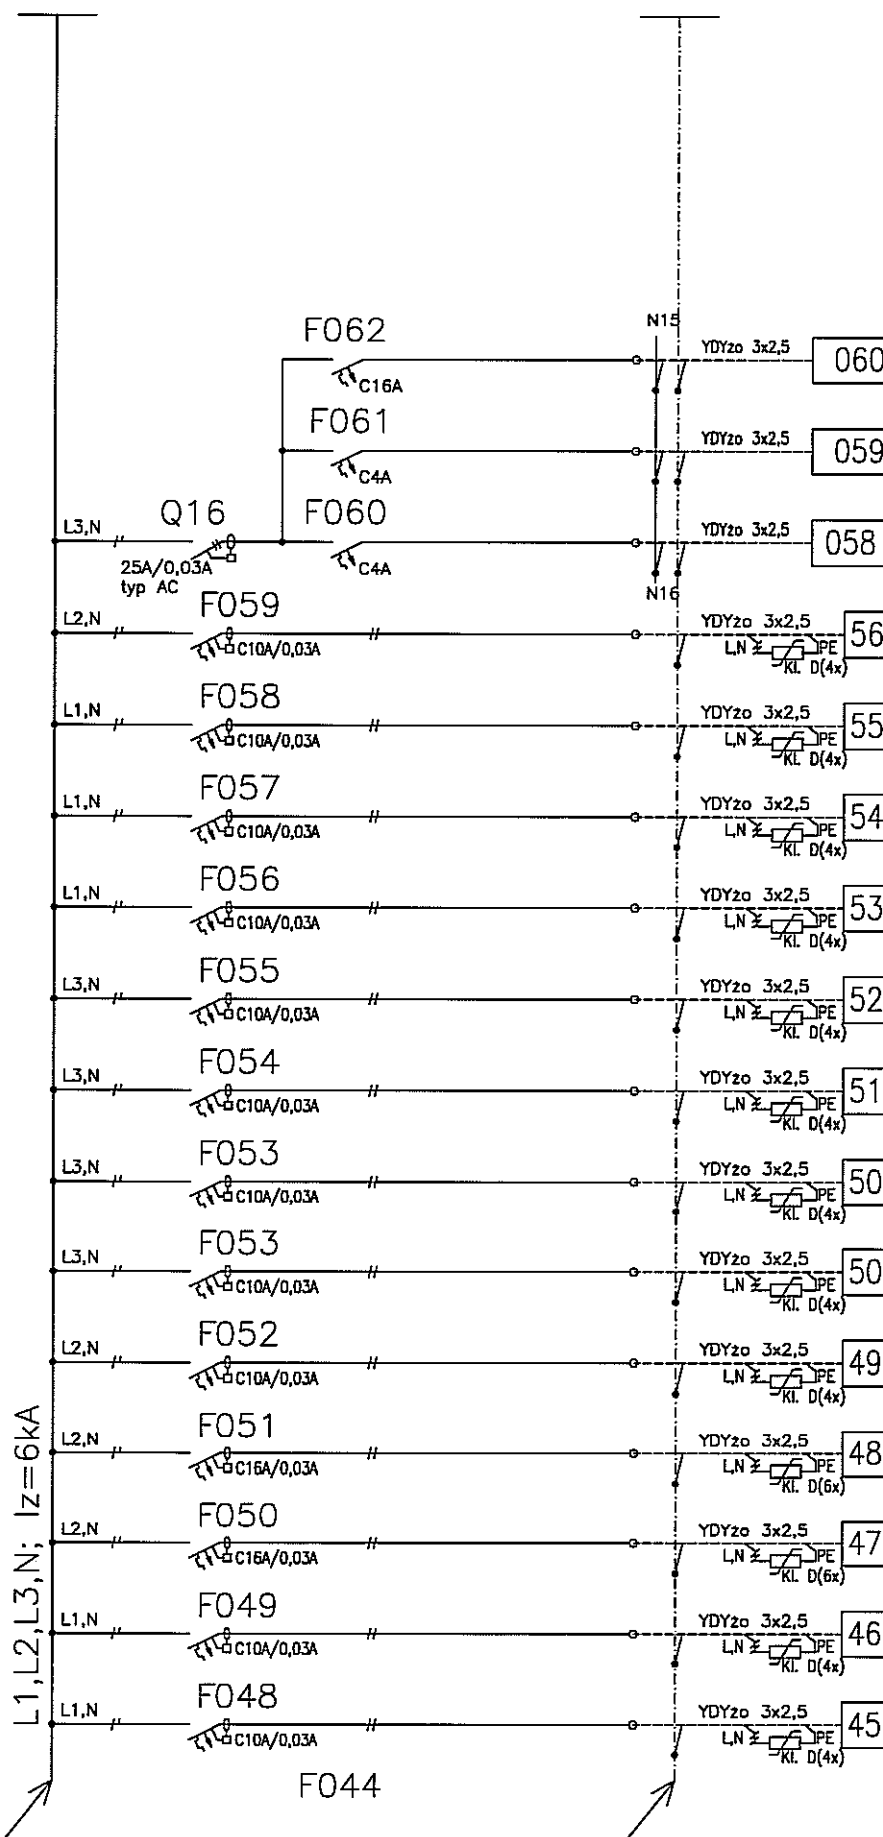 F062
N15
YDYżo 3x2,5
060
C16A
F061
YDYżo 3x2,5
059
C4A
Q16
F060
L3,N
YDYżo 3x2,5
058
25A/0,03A
typ AC
C4A
N16
F059
L2,N
YDYżo 3x2,5
56
C10A/0,03A
L,N
PE
Kl. D(4x)
F058
L1,N
YDYżo 3x2,5
55
C10A/0,03A
L,N
PE
Kl. D(4x)
F057
L1,N
YDYżo 3x2,5
54
C10A/0,03A
L,N
PE
Kl. D(4x)
F056
L1,N
YDYżo 3x2,5
53
C10A/0,03A
L,N
PE
Kl. D(4x)
F055
L3,N
YDYżo 3x2,5
52
C10A/0,03A
L,N
PE
Kl. D(4x)
F054
L3,N
YDYżo 3x2,5
51
C10A/0,03A
L,N
PE
Kl. D(4x)
F053
L3,N
YDYżo 3x2,5
50
C10A/0,03A
L,N
PE
Kl. D(4x)
F053
L3,N
YDYżo 3x2,5
50
C10A/0,03A
L,N
PE
Kl. D(4x)
F052
L2,N
YDYżo 3x2,5
49
C10A/0,03A
L,N
PE
Kl. D(4x)
F051
L2,N
YDYżo 3x2,5
48
C16A/0,03A
L,N
PE
Kl. D(6x)
F050
L2,N
YDYżo 3x2,5
47
C16A/0,03A
L,N
PE
Kl. D(6x)
F049
L1,N
YDYżo 3x2,5
46
C10A/0,03A
L,N
PE
Kl. D(4x)
F048
L1,N
YDYżo 3x2,5
45
C10A/0,03A
L,N
PE
Kl. D(4x)
F044
L1,L2,L3,N; Iz=6kA